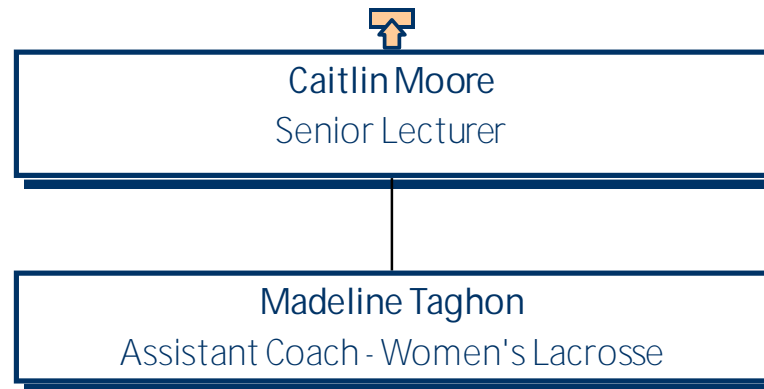 Caitlin Moore
Senior Lecturer
Madeline Taghon
Assistant Coach - Women's Lacrosse